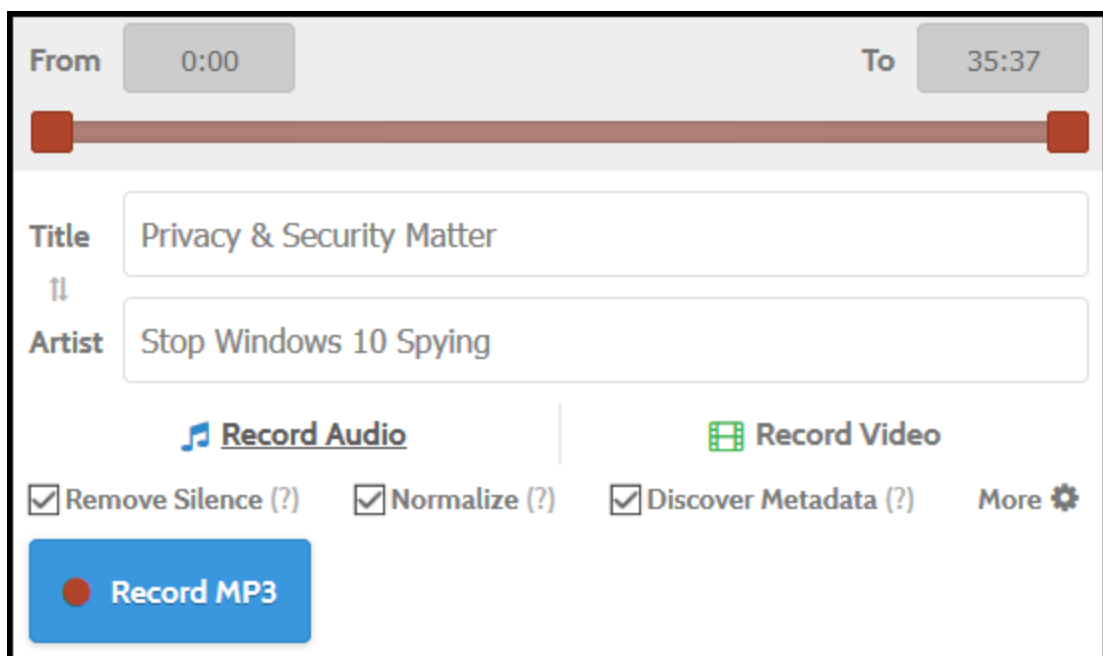 From 0:00 To 35:37
Title Privacy & Security Matter
Artist Stop Windows 10 Spying
Record Audio Record Video
Remove Silence (?) Normalize (?) Discover Metadata (?) More
Record MP3